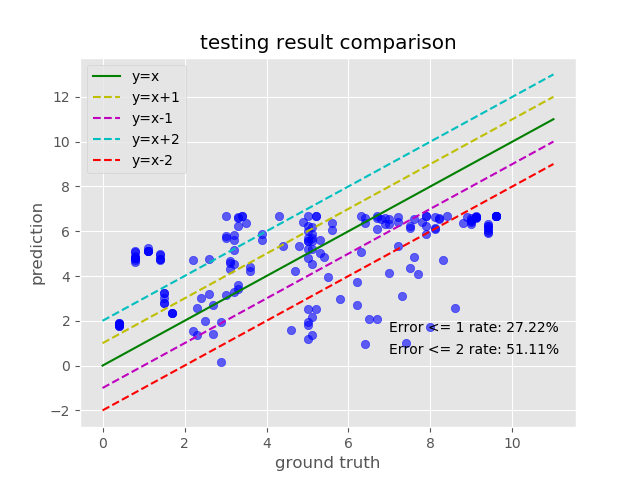 testing result comparison
y=x
y=x+1
y=x-1
y=x+2
y=x-2
12
10
8
6
4
2
0
−2
prediction
Error <= 1 rate: 27.22%
Error <= 2 rate: 51.11%
0 2 4 6 8 10
ground truth